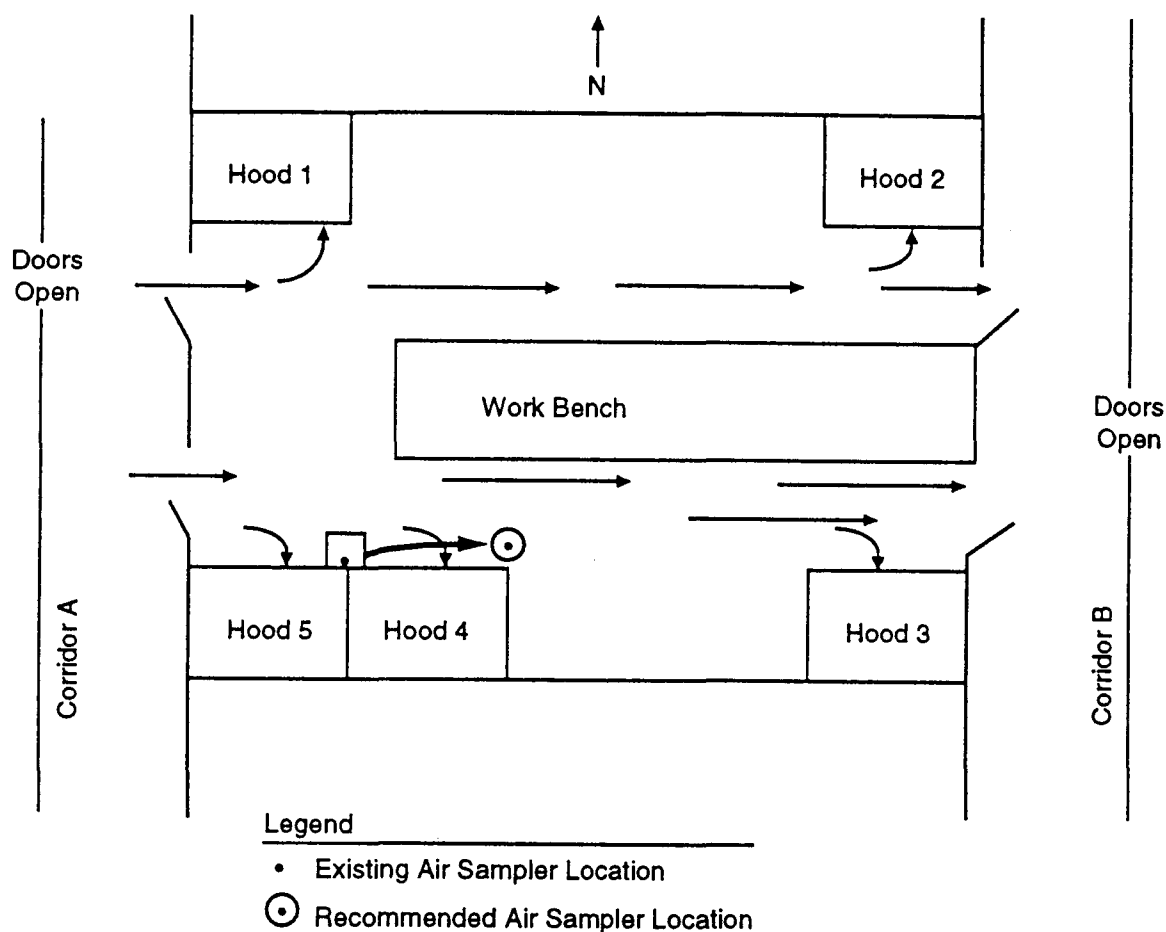 N
Hood 1
Hood 2
Doors
Open
Work Bench
Doors
Open
Hood 5
Hood 4
Hood 3
Corridor A
Corridor B
Legend
Existing Air Sampler Location
Recommended Air Sampler Location